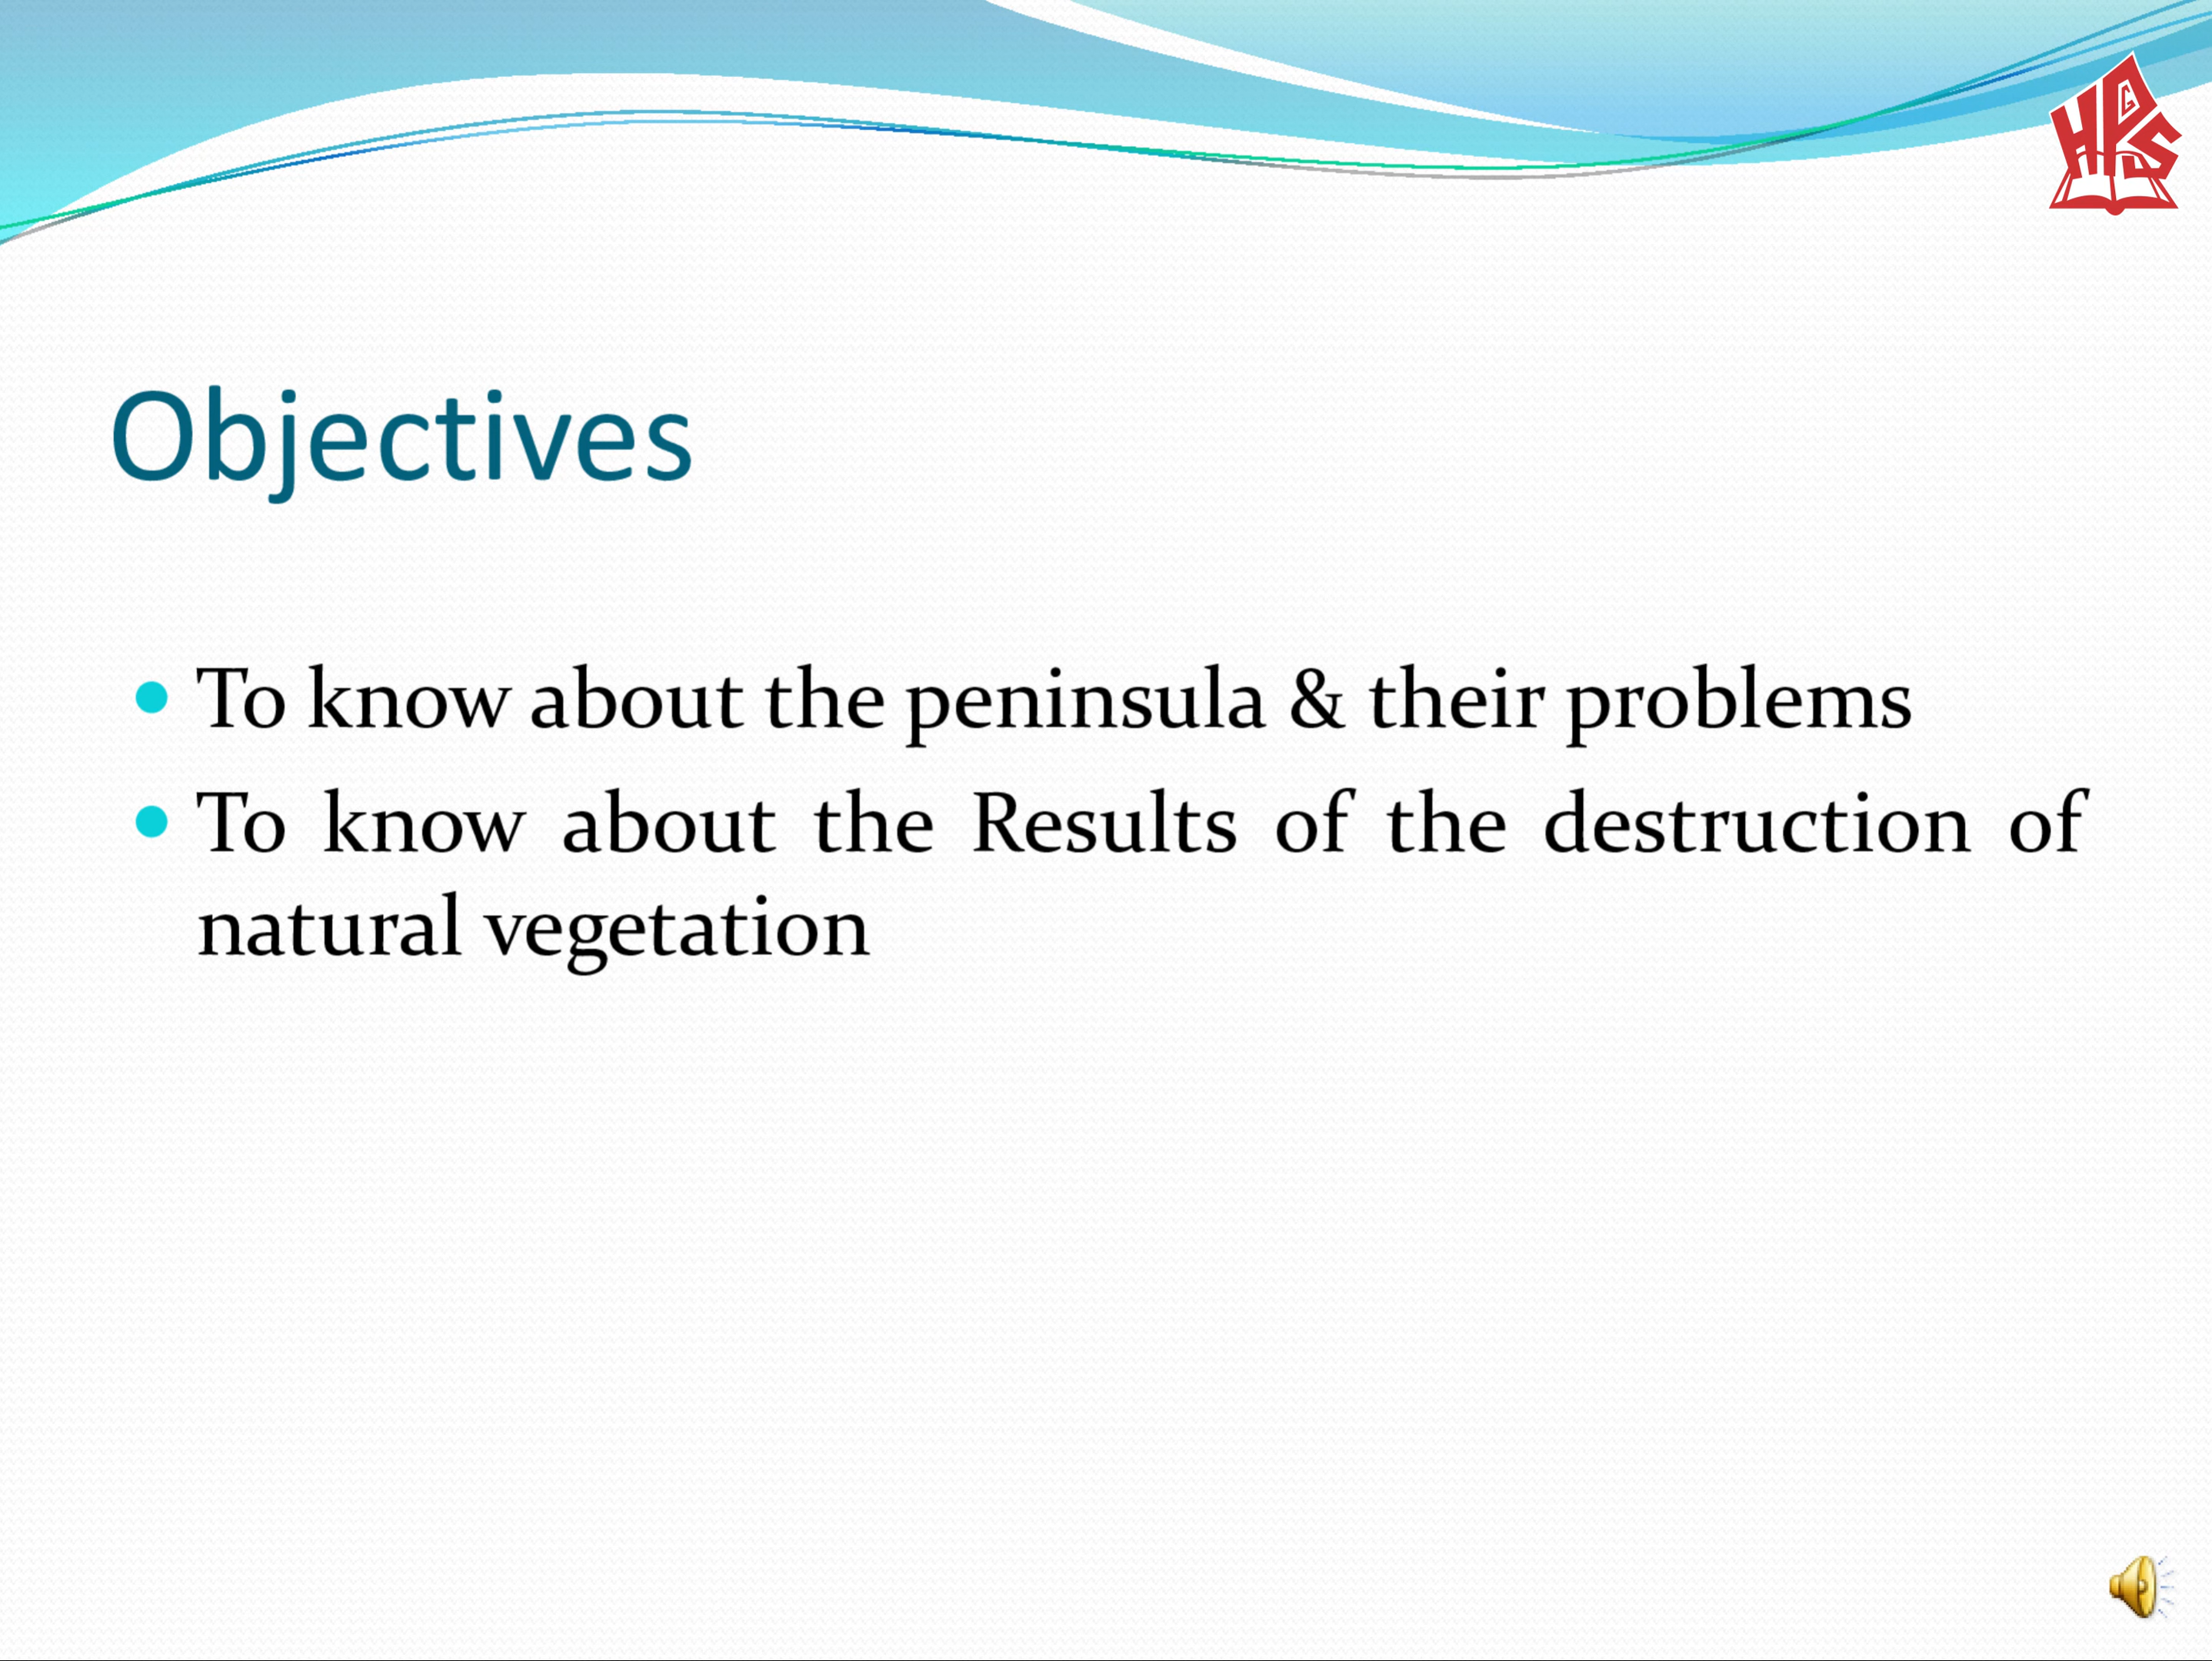 HPS
G
Objectives
To know about the peninsula & their problems
To know about the Results of the destruction of
natural vegetation